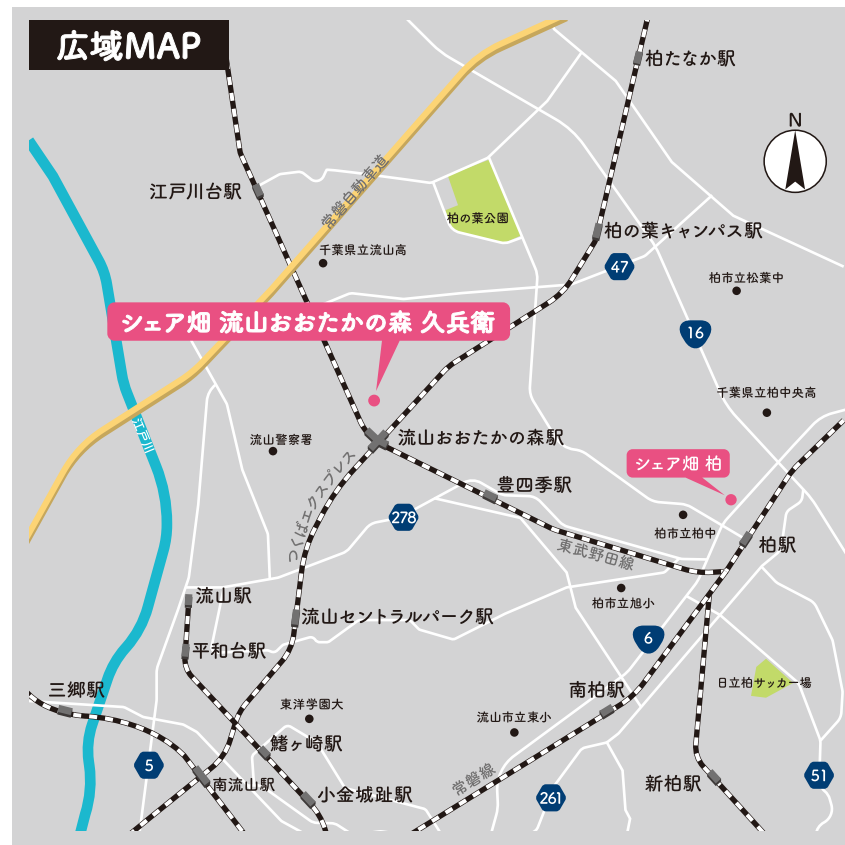 広域MAP
柏たなか駅
N
江戸川台駅
常磐自動車道
柏の葉公園
柏の葉キャンパス駅
千葉県立流山高
47
柏市立松葉中
シェア畑 流山おおたかの森 久兵衛
16
千葉県立柏中央高
江戸川
流山警察署
流山おおたかの森駅
シェア畑 柏
豊四季駅
つくばエクスプレス
278
柏市立柏中
東武野田線
柏駅
流山駅
柏市立旭小
流山セントラルパーク駅
6
平和台駅
三郷駅
日立柏サッカー場
南柏駅
東洋学園大
流山市立東小
鰭ヶ崎駅
5
常磐線
南流山駅
新柏駅
51
小金城趾駅
261